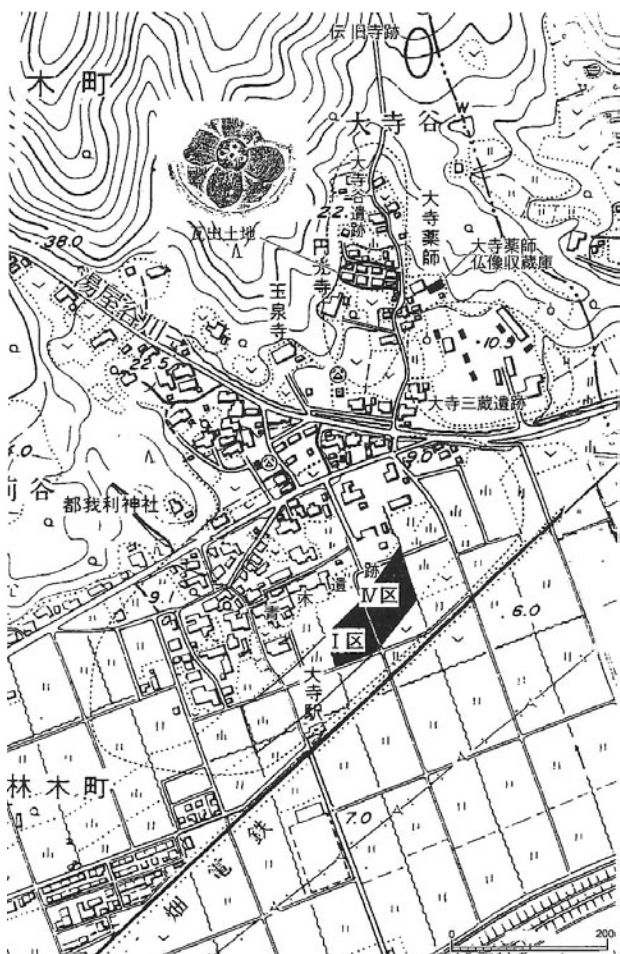 伝旧寺跡
木町
大寺谷
W
D
大寺谷遺跡
22.
瓦出土地
円光寺
大寺薬師
大寺薬師
仏像収蔵庫
38.0
湯屋谷川
玉泉寺
10.3
22.5
大寺三蔵遺跡
9.0
前谷
都我利神社
青木遺跡
Ⅳ区
Ⅰ区
9.1
6.0
大寺駅
林木町
7.0
畑電鉄
0
200